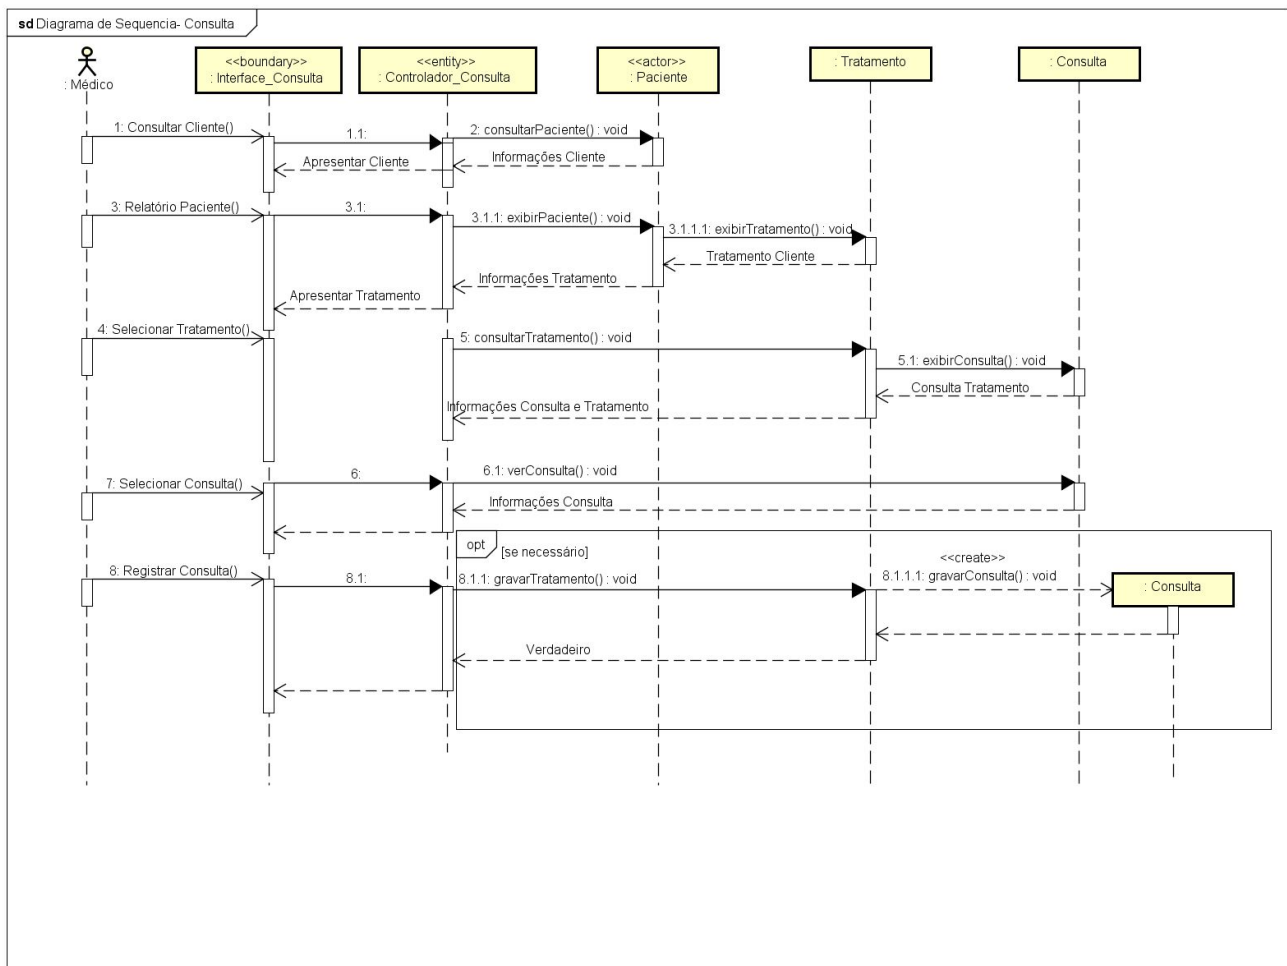 sd Diagrama de Sequencia- Consulta
: Médico
<<boundary>>
: Interface_Consulta
<<entity>>
: Controlador_Consulta
<<actor>>
: Paciente
: Tratamento
: Consulta
1: Consultar Cliente()
1.1:
2: consultarPaciente() : void
Apresentar Cliente
Informações Cliente
3: Relatório Paciente()
3.1:
3.1.1: exibirPaciente() : void
3.1.1.1: exibirTratamento() : void
Tratamento Cliente
Informações Tratamento
Apresentar Tratamento
4: Selecionar Tratamento()
5: consultarTratamento() : void
5.1: exibirConsulta() : void
Consulta Tratamento
Informações Consulta e Tratamento
7: Selecionar Consulta()
6:
6.1: verConsulta() : void
Informações Consulta
opt
[se necessário]
8: Registrar Consulta()
8.1:
8.1.1: gravarTratamento() : void
<<create>>
8.1.1.1: gravarConsulta() : void
: Consulta
Verdadeiro